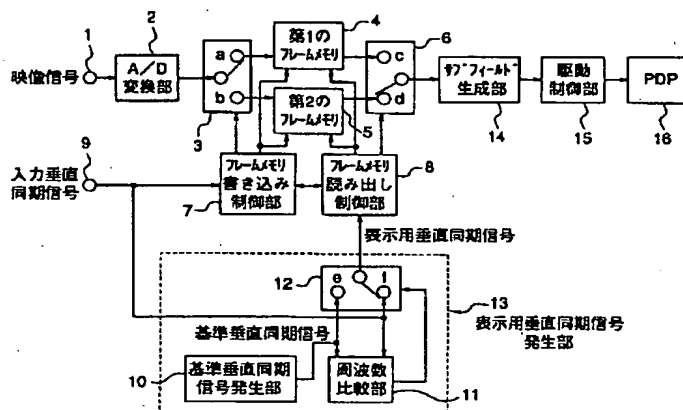 1
映像信号
2
A/D
変換部
3
a
b
4
第1の
フレームメモリ
第2の
フレームメモリ
5
6
c
d
サブフィールド
生成部
14
駆動
制御部
15
PDP
16
9
入力垂直
同期信号
フレームメモリ
書き込み
制御部
7
フレームメモリ
読み出し
制御部
8
表示用垂直同期信号
12
e
f
13
表示用垂直同期信号
発生部
基準垂直同期信号
10
基準垂直同期
信号発生部
周波数
比較部
11